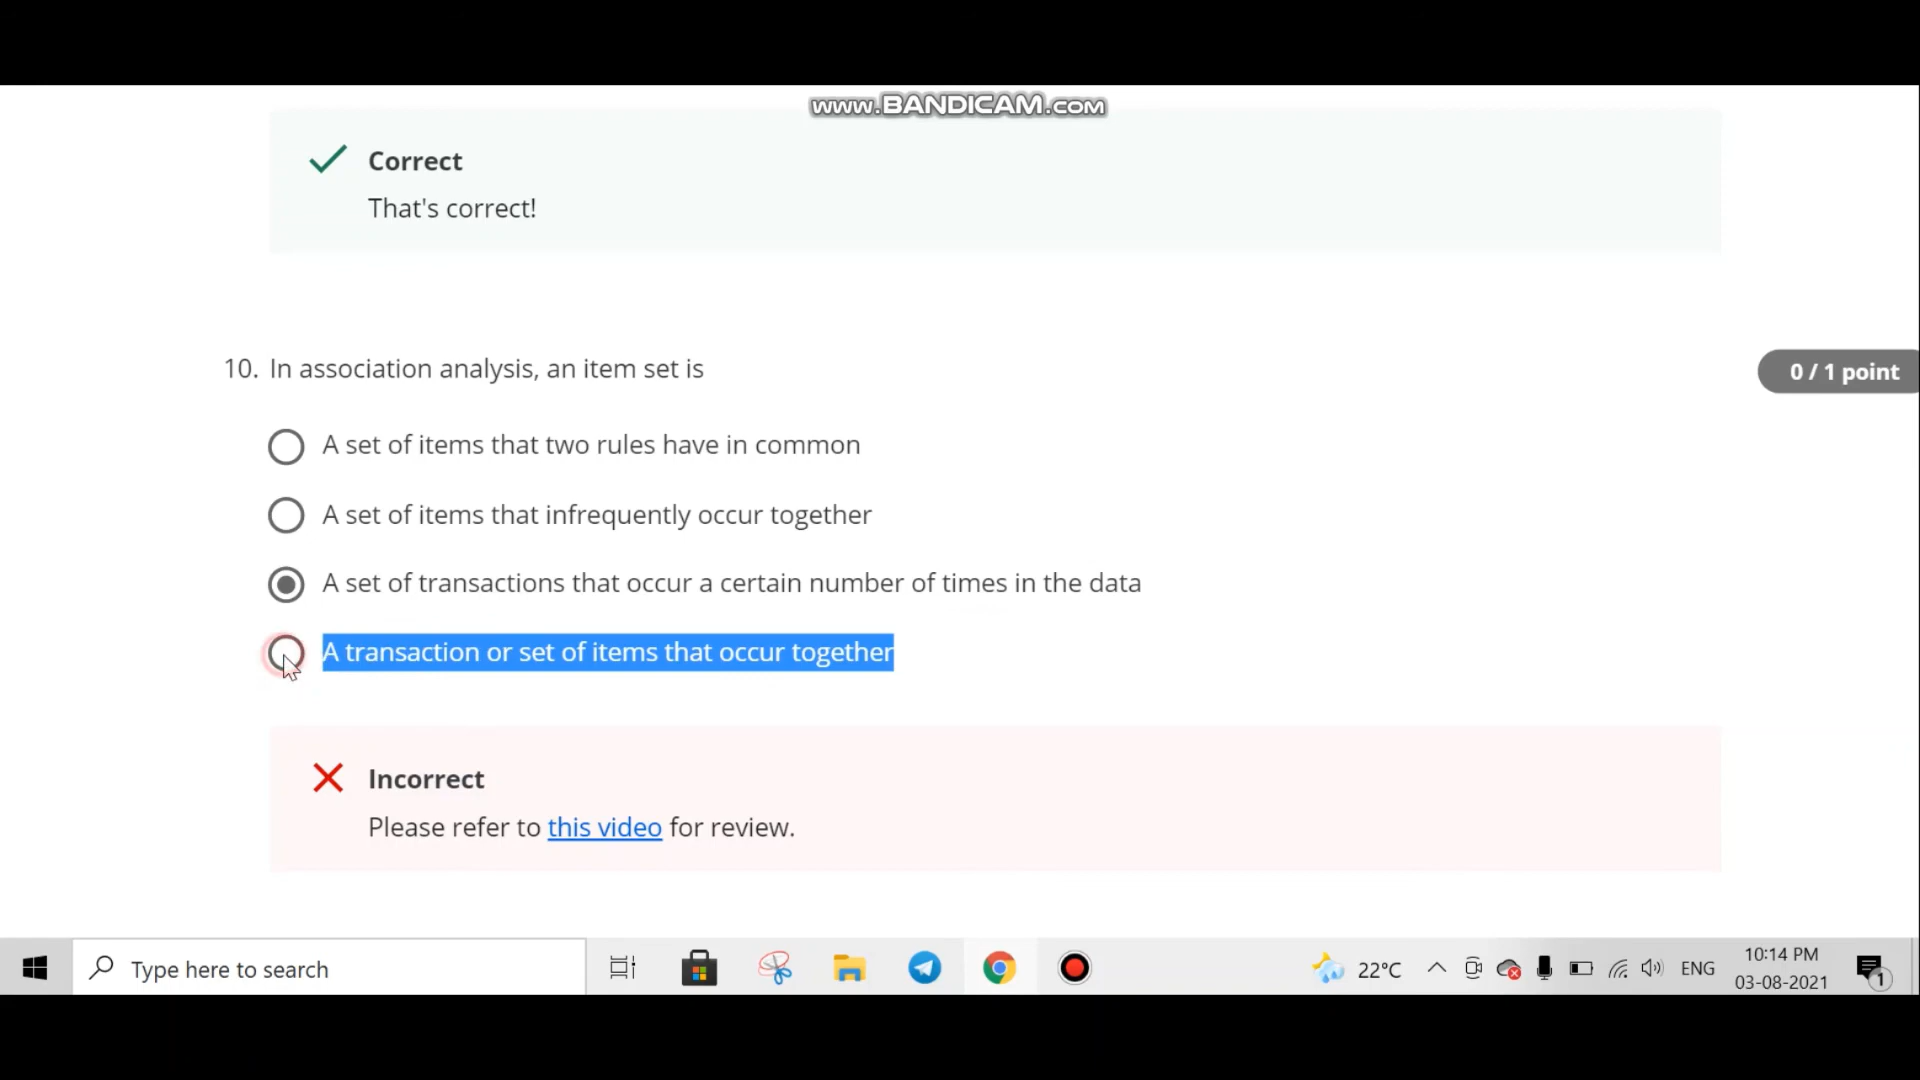 www.BANDICAM.com
Correct
That's correct!
10. In association analysis, an item set is
0 / 1 point
A set of items that two rules have in common
A set of items that infrequently occur together
A set of transactions that occur a certain number of times in the data
A transaction or set of items that occur together
Incorrect
Please refer to this video for review.
Type here to search
22°C
ENG
10:14 PM
03-08-2021
1